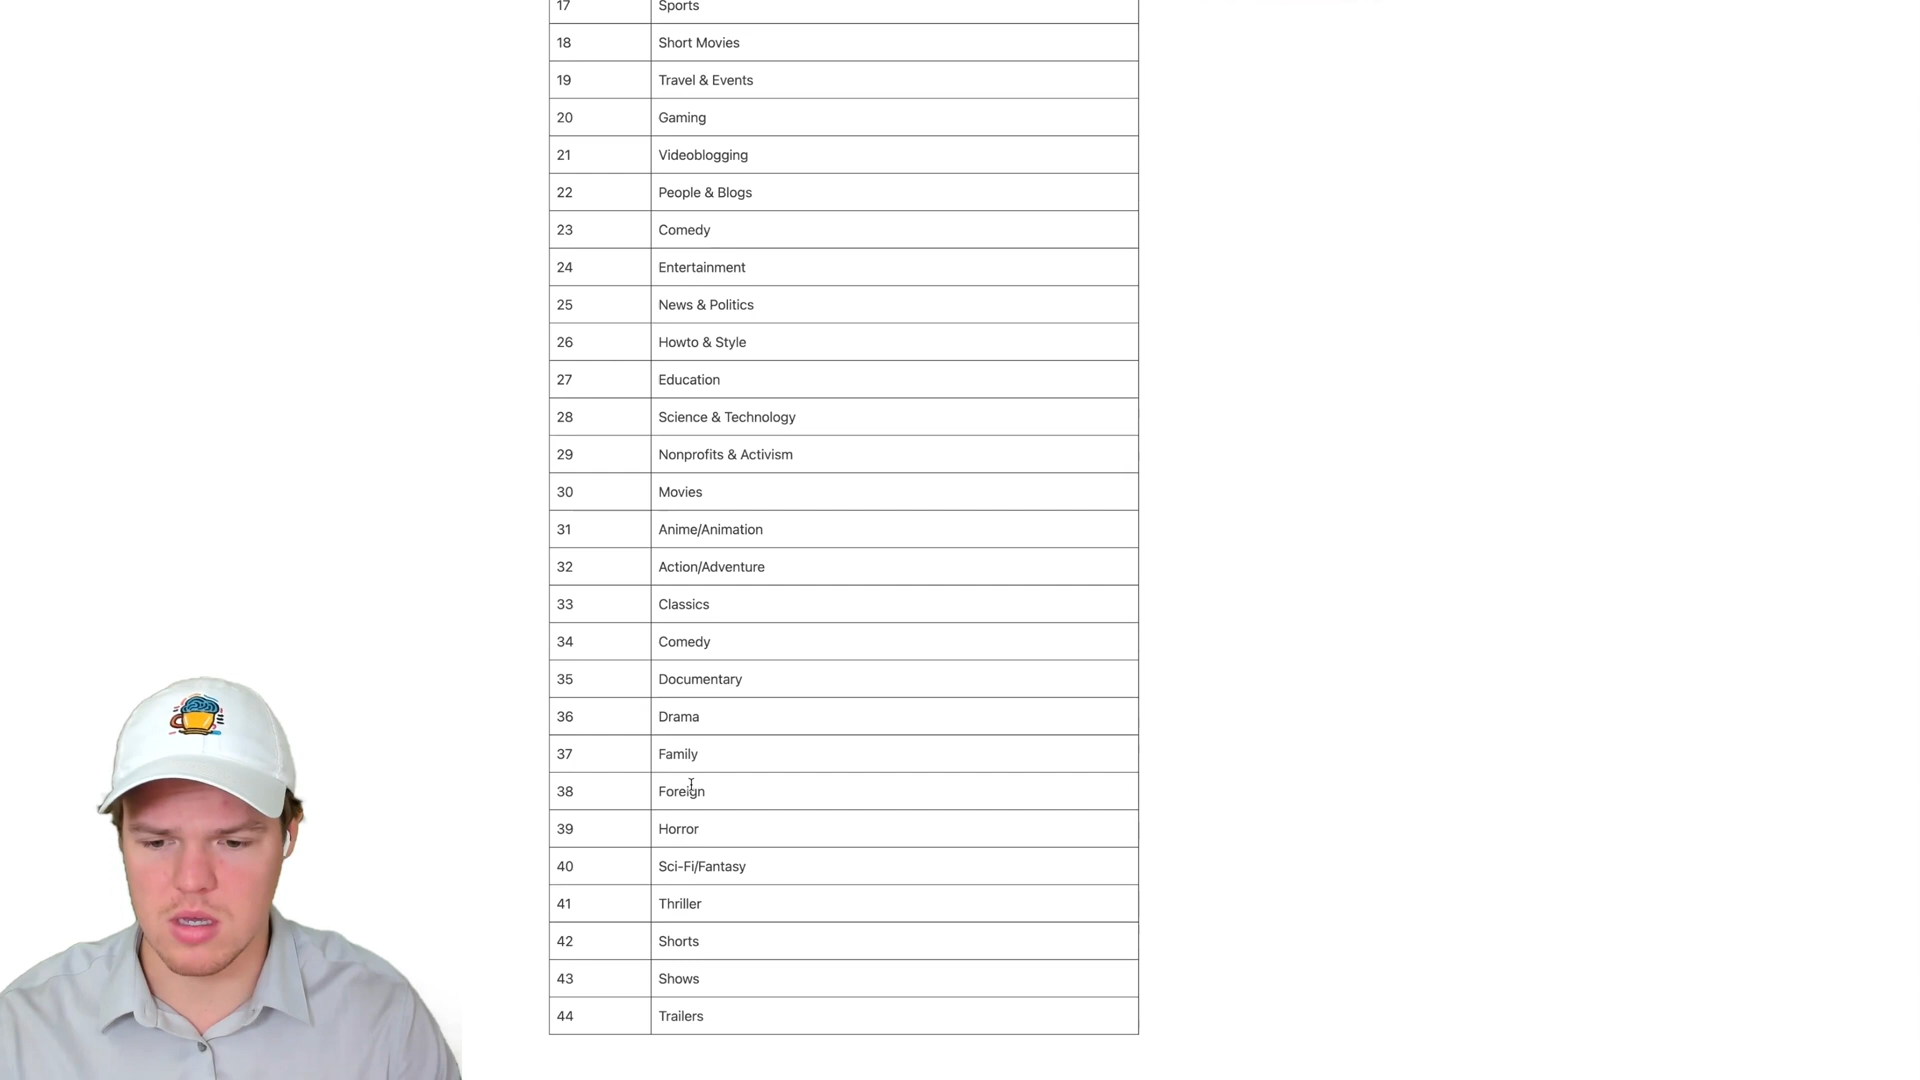 17 Sports
18 Short Movies
19 Travel & Events
20 Gaming
21 Videoblogging
22 People & Blogs
23 Comedy
24 Entertainment
25 News & Politics
26 Howto & Style
27 Education
28 Science & Technology
29 Nonprofits & Activism
30 Movies
31 Anime/Animation
32 Action/Adventure
33 Classics
34 Comedy
35 Documentary
36 Drama
37 Family
38 Foreign
39 Horror
40 Sci-Fi/Fantasy
41 Thriller
42 Shorts
43 Shows
44 Trailers